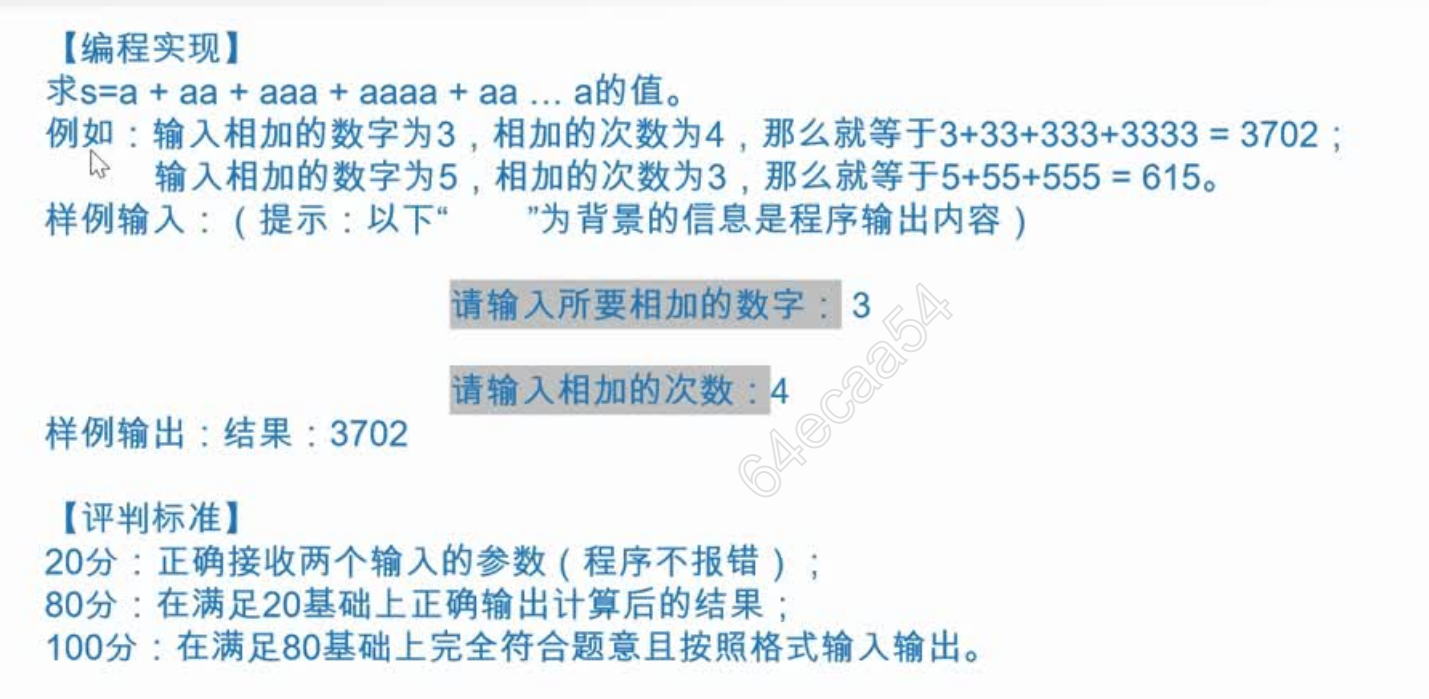 【编程实现】
求s=a + aa + aaa + aaaa + aa ... a的值。
例如：输入相加的数字为3，相加的次数为4，那么就等于3+33+333+3333 = 3702；
输入相加的数字为5，相加的次数为3，那么就等于5+55+555 = 615。
样例输入：（提示：以下“ ”为背景的信息是程序输出内容）
请输入所要相加的数字： 3
请输入相加的次数：4
样例输出：结果：3702
【评判标准】
20分：正确接收两个输入的参数（程序不报错）；
80分：在满足20基础上正确输出计算后的结果；
100分：在满足80基础上完全符合题意且按照格式输入输出。
64ecaa54